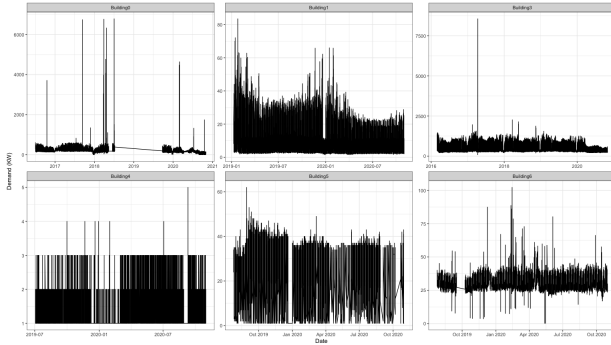 Building0
Building1
Building3
6000
4000
2000
0
2017
2018
2019
2020
2021
80
60
40
20
0
2019-01
2019-07
2020-01
2020-07
7500
5000
2500
0
2016
2018
2020
Demand (KW)
Building4
Building5
Building6
5
4
3
2
1
2019-07
2020-01
2020-07
60
40
20
0
Oct 2019
Jan 2020
Apr 2020
Jul 2020
Oct 2020
100
75
50
25
0
Oct 2019
Jan 2020
Apr 2020
Jul 2020
Oct 2020
Date